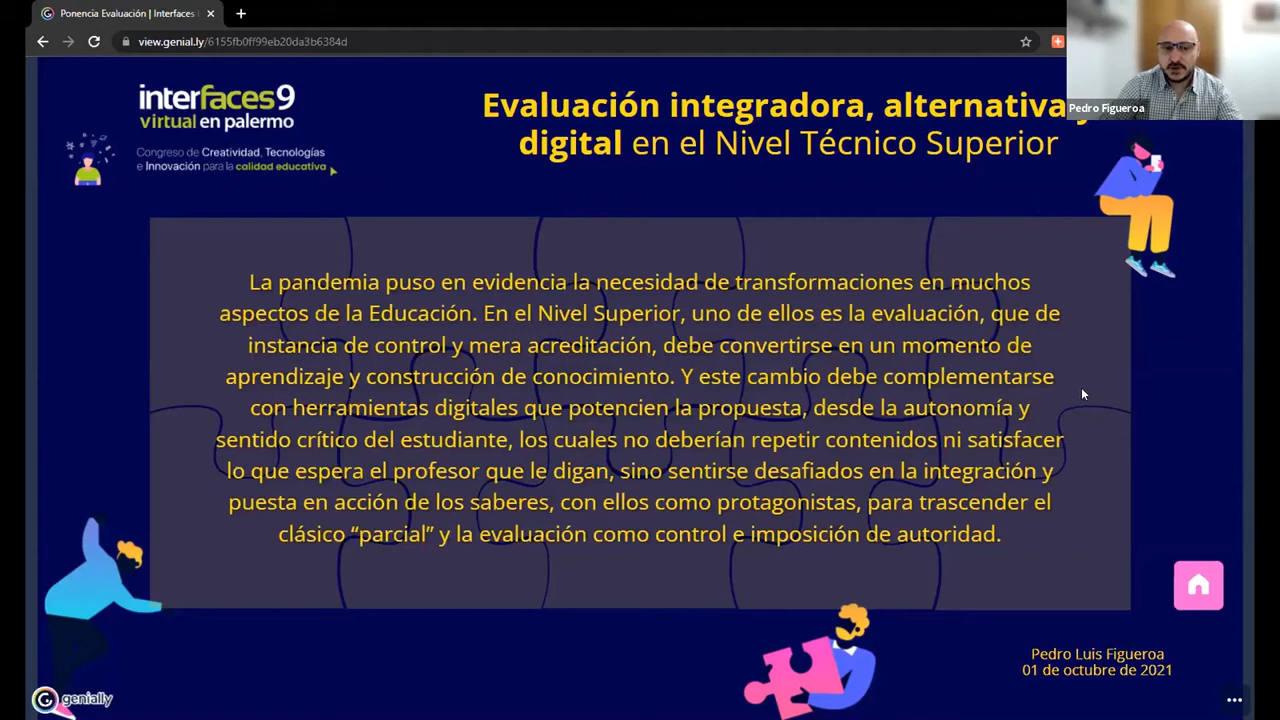 Ponencia Evaluación | Interfaces
view.genial.ly/6155fb0ff99eb20da3b6384d
Pedro Figueroa
interfaces9
virtual en palermo
Congreso de Creatividad, Tecnologías
e Innovación para la calidad educativa
Evaluación integradora, alternativa
digital en el Nivel Técnico Superior
La pandemia puso en evidencia la necesidad de transformaciones en muchos
aspectos de la Educación. En el Nivel Superior, uno de ellos es la evaluación, que de
instancia de control y mera acreditación, debe convertirse en un momento de
aprendizaje y construcción de conocimiento. Y este cambio debe complementarse
con herramientas digitales que potencien la propuesta, desde la autonomía y
sentido crítico del estudiante, los cuales no deberían repetir contenidos ni satisfacer
lo que espera el profesor que le digan, sino sentirse desafiados en la integración y
puesta en acción de los saberes, con ellos como protagonistas, para trascender el
clásico “parcial” y la evaluación como control e imposición de autoridad.
Pedro Luis Figueroa
01 de octubre de 2021
genially